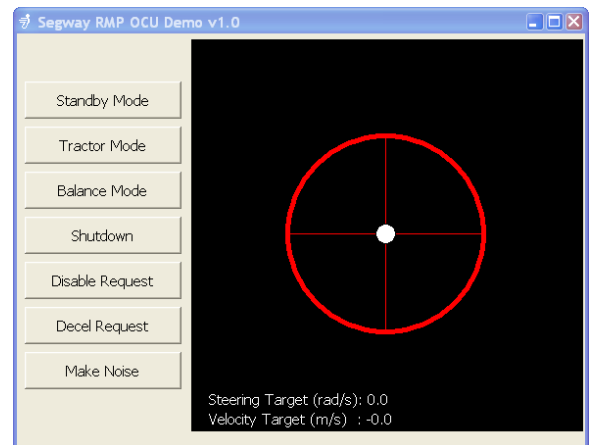 Segway RMP OCU Demo v1.0
Standby Mode
Tractor Mode
Balance Mode
Shutdown
Disable Request
Decel Request
Make Noise
Steering Target (rad/s): 0.0
Velocity Target (m/s)  : -0.0